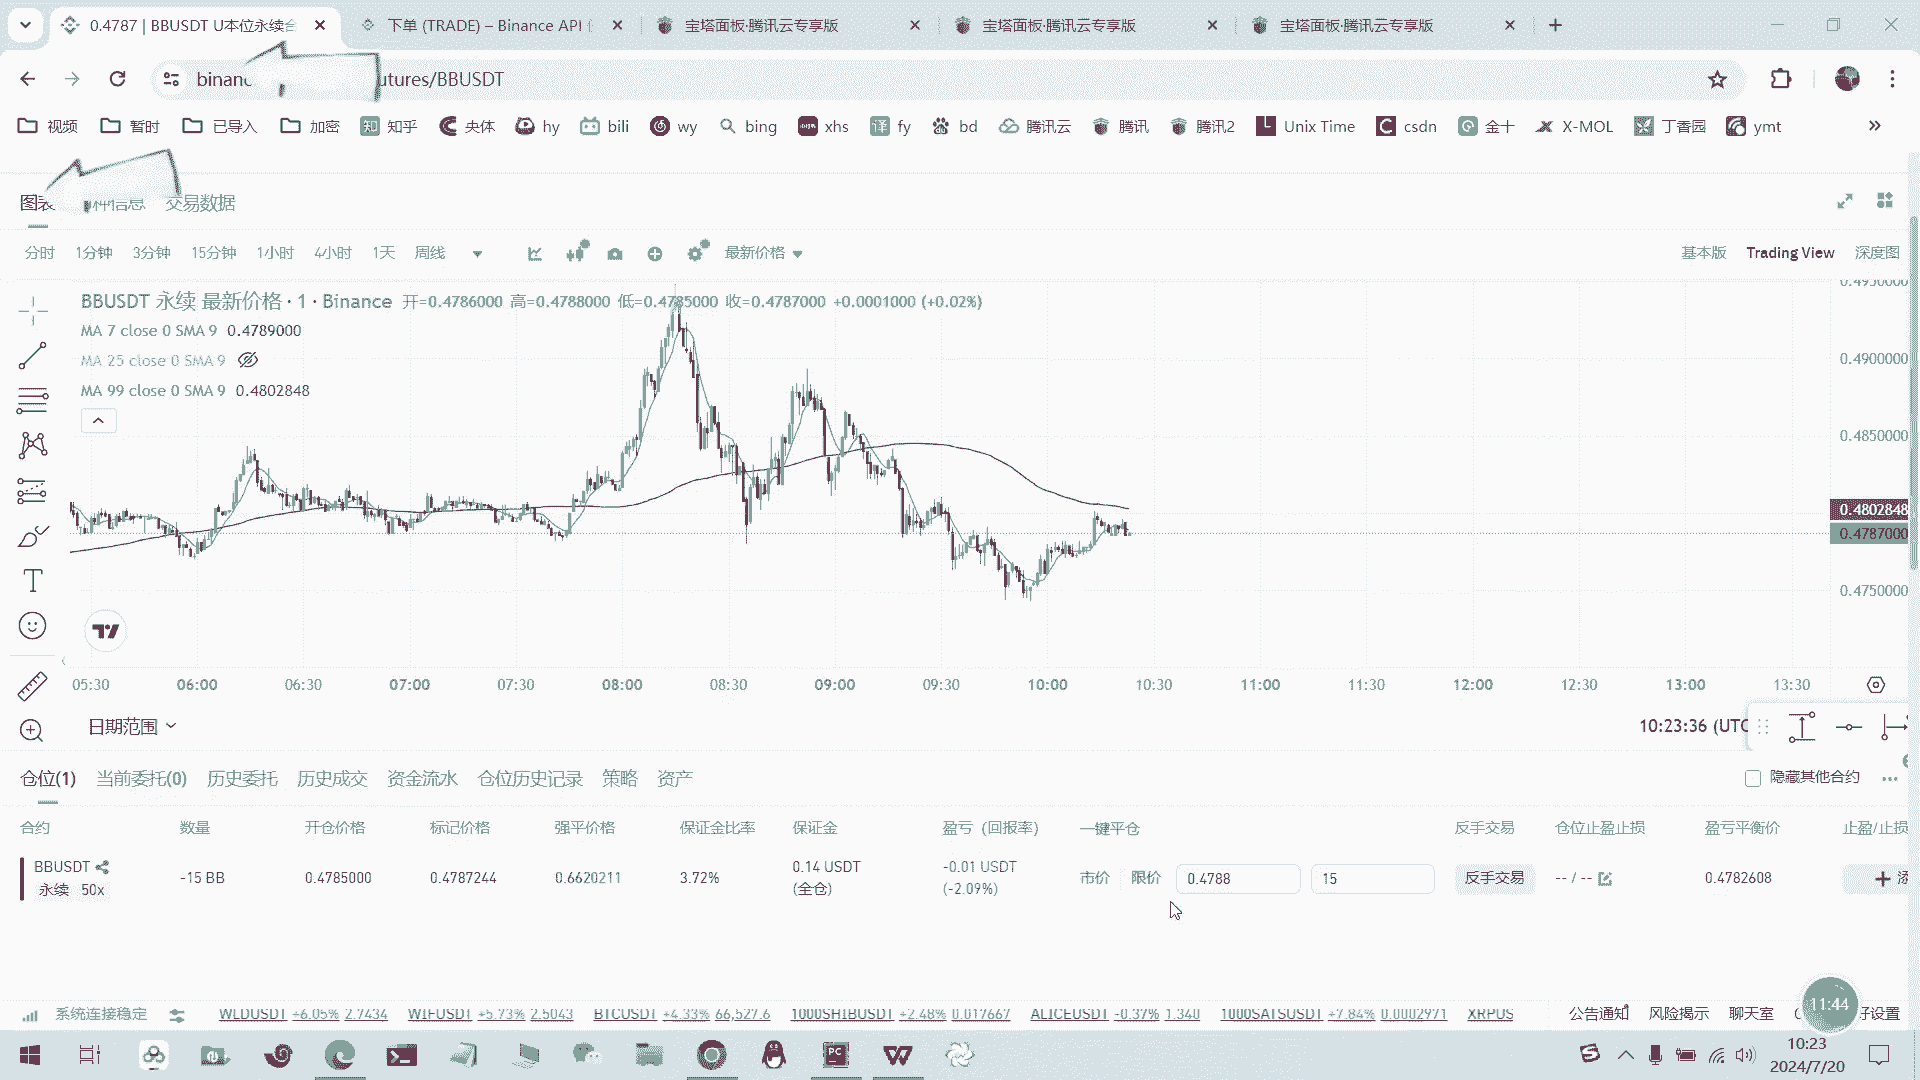 0.4787 | BBUSDT U本位永续合
下单 (TRADE) – Binance API
宝塔面板·腾讯云专享版
宝塔面板·腾讯云专享版
宝塔面板·腾讯云专享版
utures/BBUSDT
视频 暂时 已导入 加密 知乎 央体 hy bili wy bing xhs fy bd 腾讯云 腾讯 腾讯2 Unix Time csdn 金十 X-MOL 丁香园 ymt
图表 种信息 交易数据
分时 1分钟 3分钟 15分钟 1小时 4小时 1天 周线 最新价格 基本版 Trading View 深度图
BBUSDT 永续 最新价格 · 1 · Binance 开=0.4786000 高=0.4788000 低=0.4785000 收=0.4787000 +0.0001000 (+0.02%)
MA 7 close 0 SMA 9 0.4789000
MA 25 close 0 SMA 9
MA 99 close 0 SMA 9 0.4802848
0.4950000
0.4900000
0.4850000
0.4802848
0.4787000
0.4750000
05:30 06:00 06:30 07:00 07:30 08:00 08:30 09:00 09:30 10:00 10:30 11:00 11:30 12:00 12:30 13:00 13:30
日期范围 10:23:36 (UTC
仓位(1) 当前委托(0) 历史委托 历史成交 资金流水 仓位历史记录 策略 资产 隐藏其他合约
合约 数量 开仓价格 标记价格 强平价格 保证金比率 保证金 盈亏（回报率） 一键平仓 反手交易 仓位止盈止损 盈亏平衡价 止盈/止损
BBUSDT 永续 50x -15 BB 0.4785000 0.4787244 0.6620211 3.72% 0.14 USDT (全仓) -0.01 USDT (-2.09%) 市价 限价 0.4788 15 反手交易 -- / -- 0.4782608
系统连接稳定 WLDUSDT +6.05% 2.7434 WIFUSDT +5.73% 2.5043 BTCUSDT +4.33% 66,527.6 1000SHIBUSDT +2.48% 0.017667 ALICEUSDT -0.37% 1.340 1000SATSUSDT +7.84% 0.0002971 XRPUS 公告通知 风险揭示 聊天室 好设置
11:44
10:23
2024/7/20